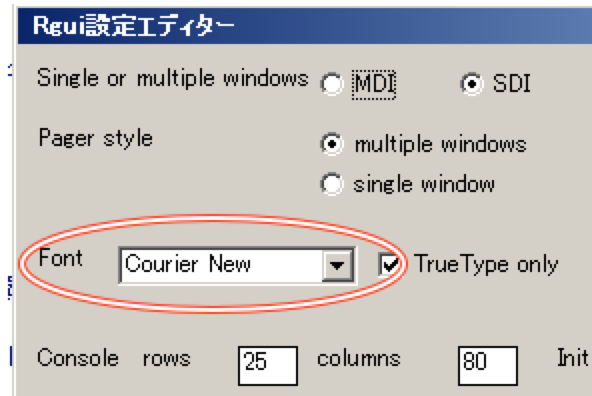 Rgui設定エディター
Single or multiple windows MDI SDI
Pager style multiple windows
single window
Font Courier New TrueType only
Console rows 25 columns 80 Init